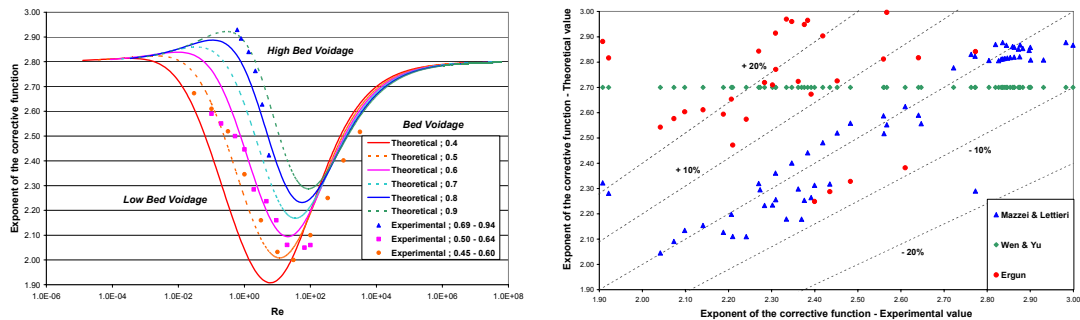 3.00
2.90
2.80
2.70
2.60
2.50
2.40
2.30
2.20
2.10
2.00
1.90
Exponent of the corrective function
1.0E-06
1.0E-04
1.0E-02
1.0E+00
1.0E+02
1.0E+04
1.0E+06
1.0E+08
Re
High Bed Voidage
Low Bed Voidage
Bed Voidage
Theoretical ; 0.4
Theoretical ; 0.5
Theoretical ; 0.6
Theoretical ; 0.7
Theoretical ; 0.8
Theoretical ; 0.9
Experimental ; 0.69 - 0.94
Experimental ; 0.50 - 0.64
Experimental ; 0.45 - 0.60
3.00
2.90
2.80
2.70
2.60
2.50
2.40
2.30
2.20
2.10
2.00
1.90
Exponent of the corrective function - Theoretical value
1.90
2.00
2.10
2.20
2.30
2.40
2.50
2.60
2.70
2.80
2.90
3.00
Exponent of the corrective function - Experimental value
+ 20%
+ 10%
- 10%
- 20%
Mazzei & Lettieri
Wen & Yu
Ergun